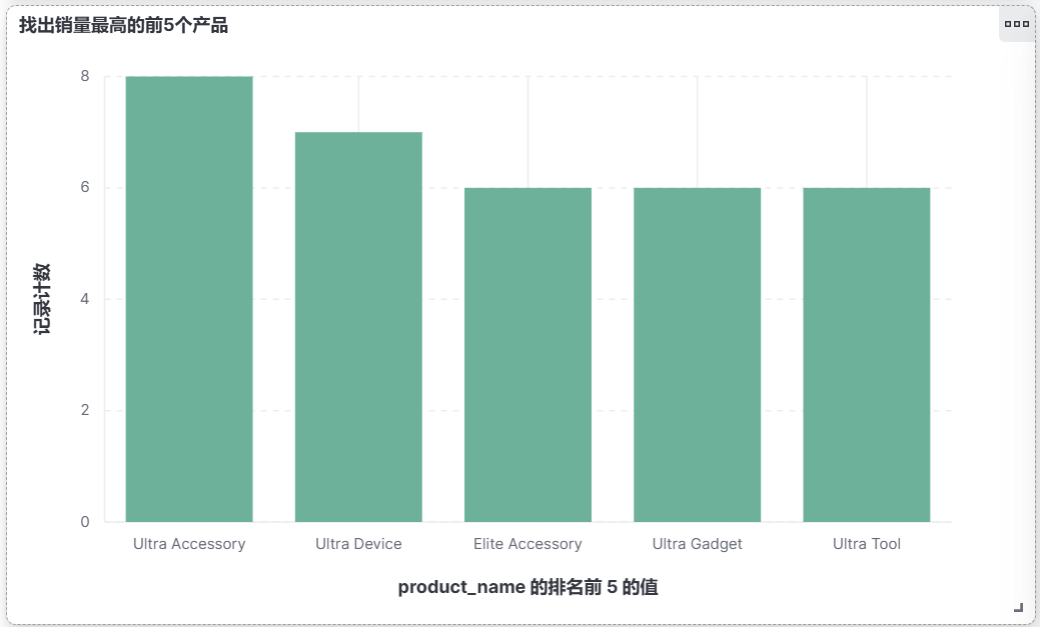 找出销量最高的前5个产品
8
6
4
2
0
记录计数
Ultra Accessory
Ultra Device
Elite Accessory
Ultra Gadget
Ultra Tool
product_name 的排名前 5 的值